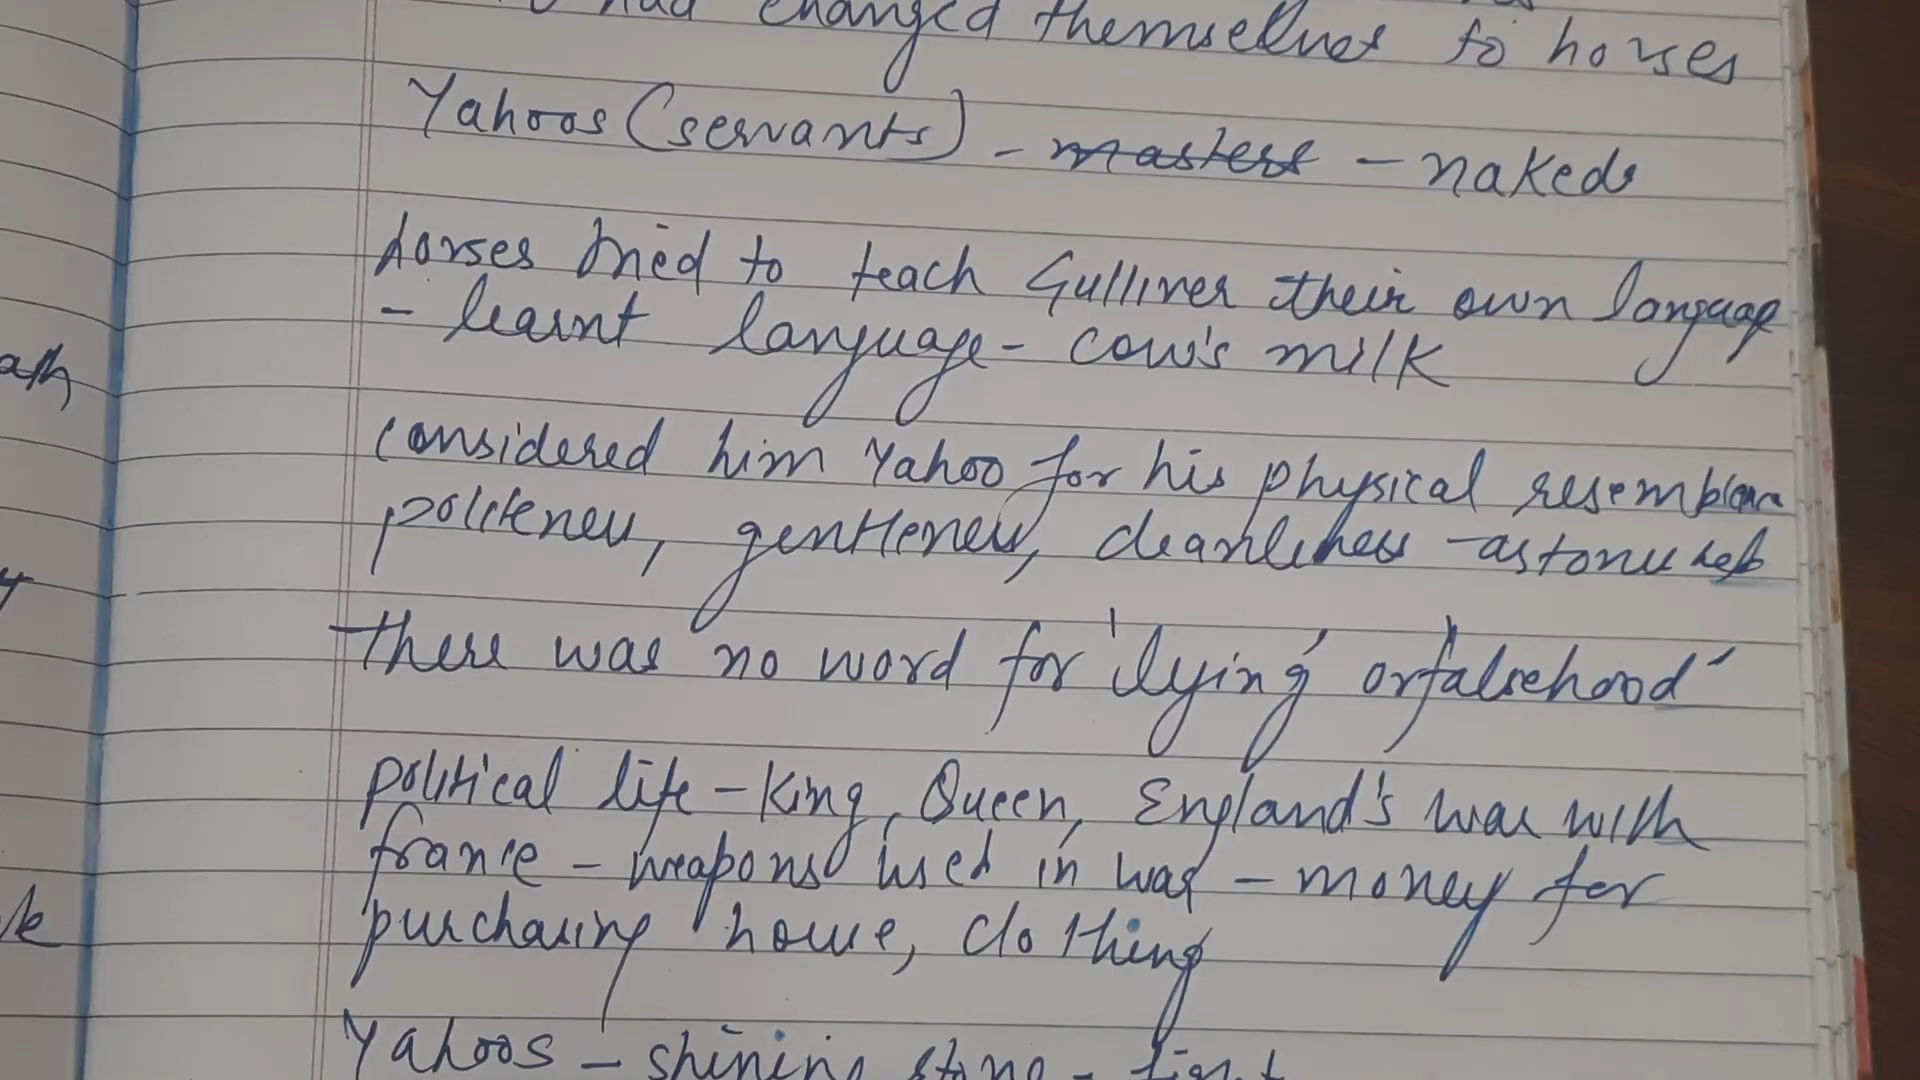 had changed themselves to horses
Yahoos (servants) - masters - naked
horses tried to teach Gulliver their own language
- learnt language - cow's milk
considered him Yahoo for his physical resemblance
politeness, gentleness, cleanliness - astonished
There was no word for 'lying' or 'falsehood'
political life - King, Queen, England's war with
france - weapons used in war - money for
purchasing house, clothing
Yahoos - shining stone - fight